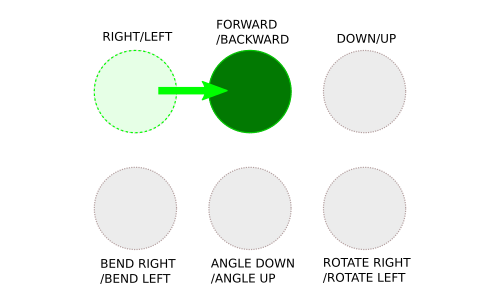 RIGHT/LEFT
FORWARD
/BACKWARD
DOWN/UP
BEND RIGHT
/BEND LEFT
ANGLE DOWN
/ANGLE UP
ROTATE RIGHT
/ROTATE LEFT